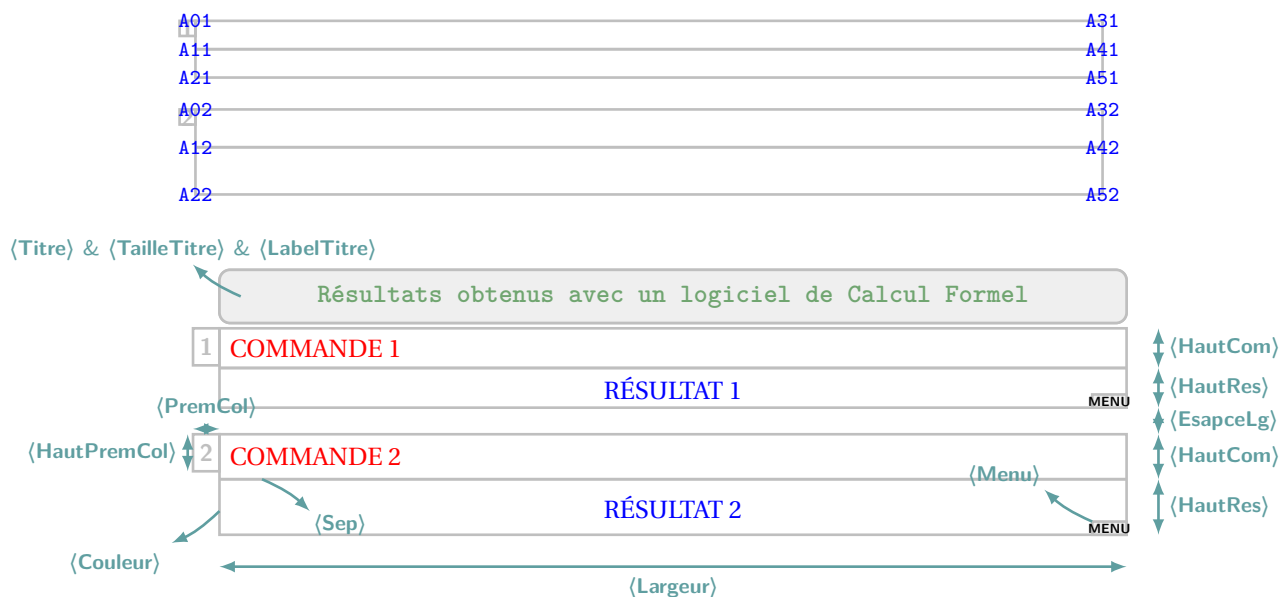 A01 A31
1
A11 A41
A21 A51
A02 A32
2
A12 A42
A22 A52
⟨Titre⟩ & ⟨TailleTitre⟩ & ⟨LabelTitre⟩
Résultats obtenus avec un logiciel de Calcul Formel
1 COMMANDE 1 ⟨HautCom⟩
RÉSULTAT 1 ⟨HautRes⟩
MENU
⟨PremCol⟩
⟨EsapceLg⟩
⟨HautPremCol⟩ 2 COMMANDE 2 ⟨HautCom⟩
⟨Menu⟩
RÉSULTAT 2 ⟨HautRes⟩
⟨Sep⟩ MENU
⟨Couleur⟩
⟨Largeur⟩